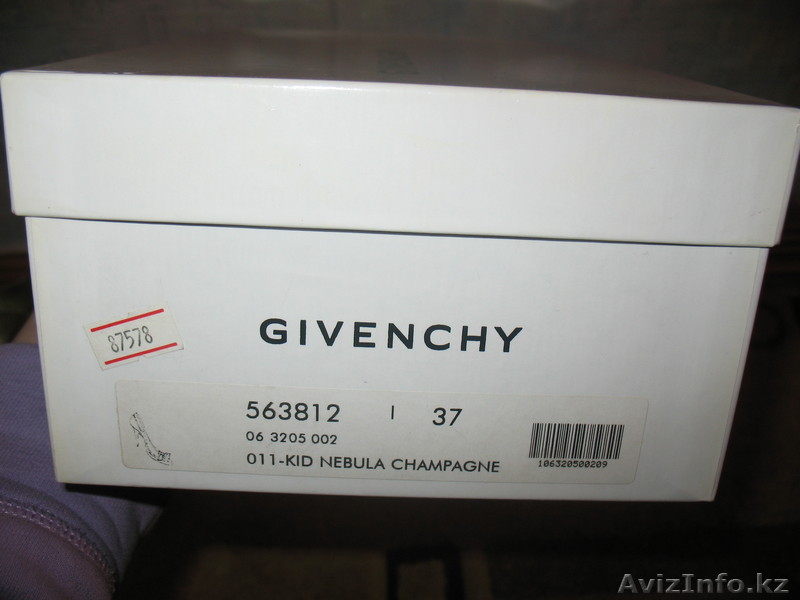 GIVENCHY
87578
563812 | 37
06 3205 002
011-KID NEBULA CHAMPAGNE
106320500209
AvizInfo.kz